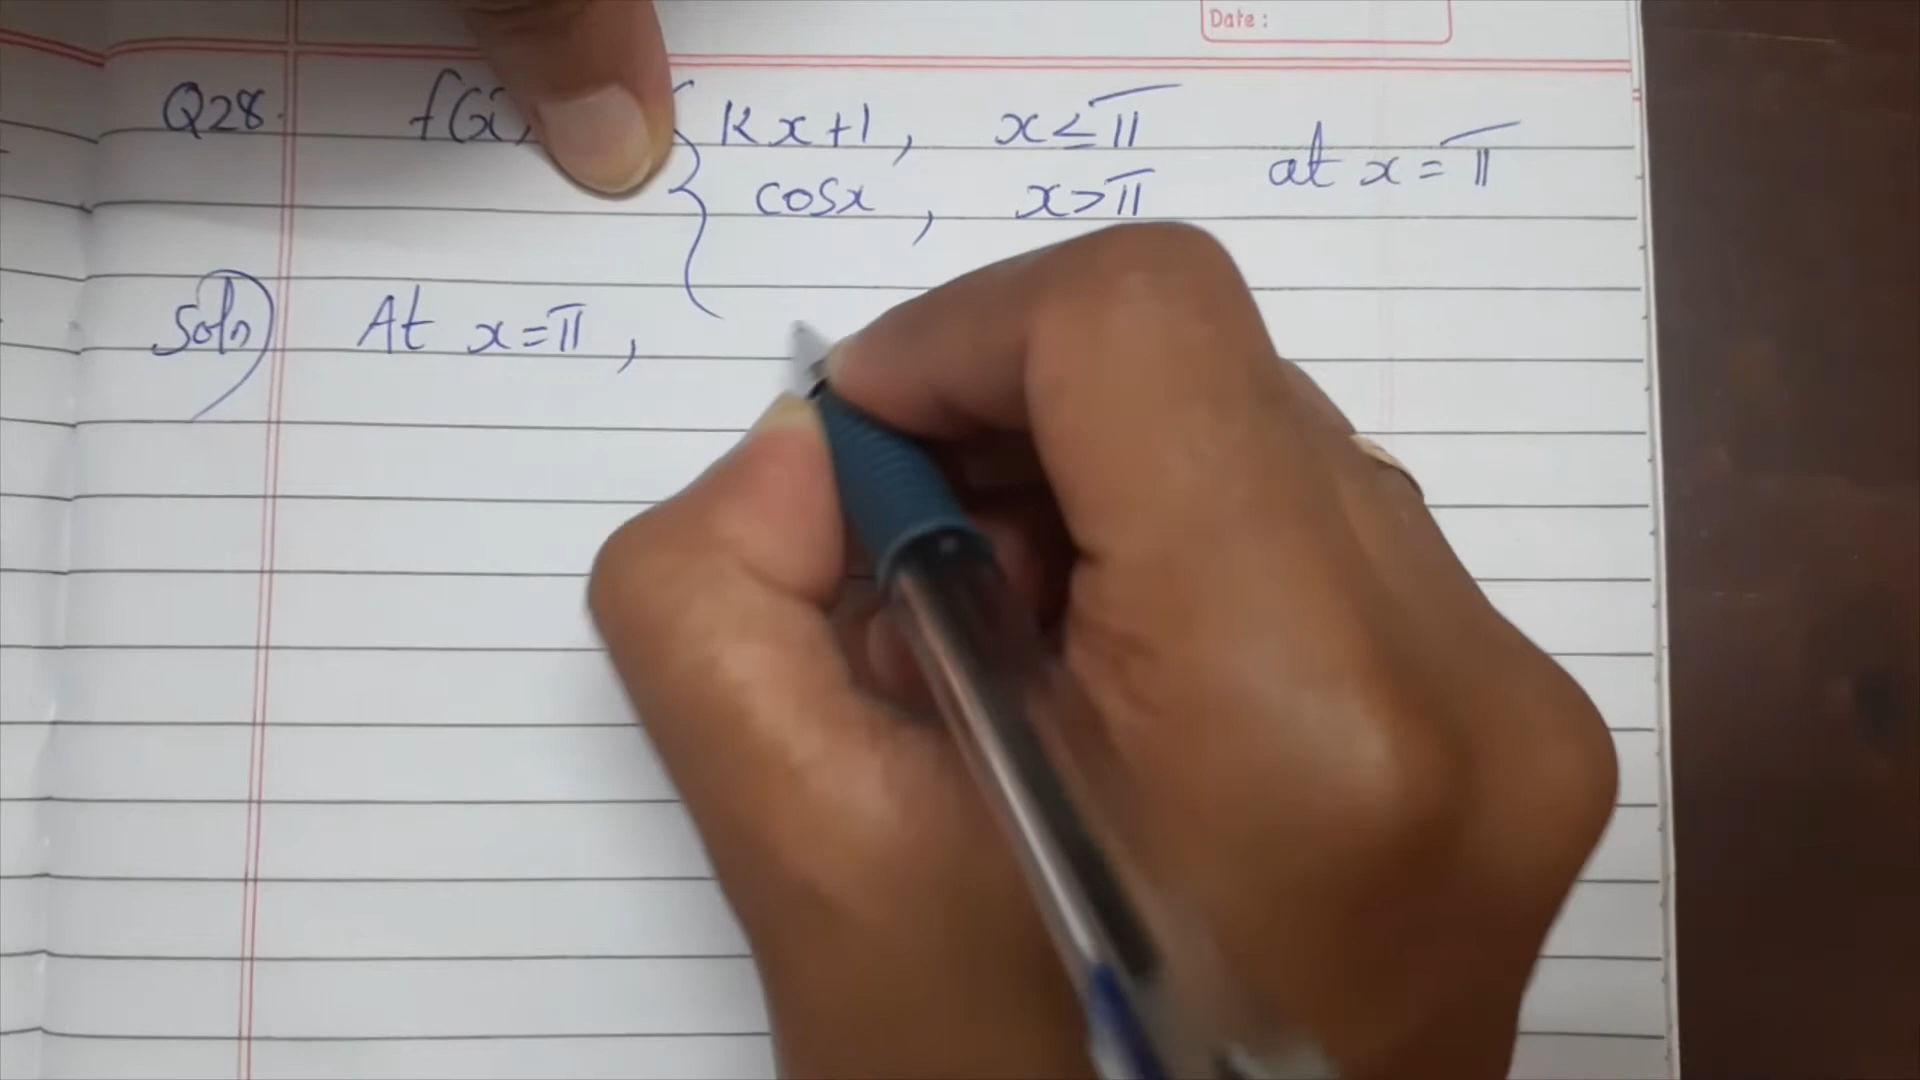 Date :
Q28. f(x) { kx+1, x≤π
cosx, x>π at x=π
Soln) At x=π,